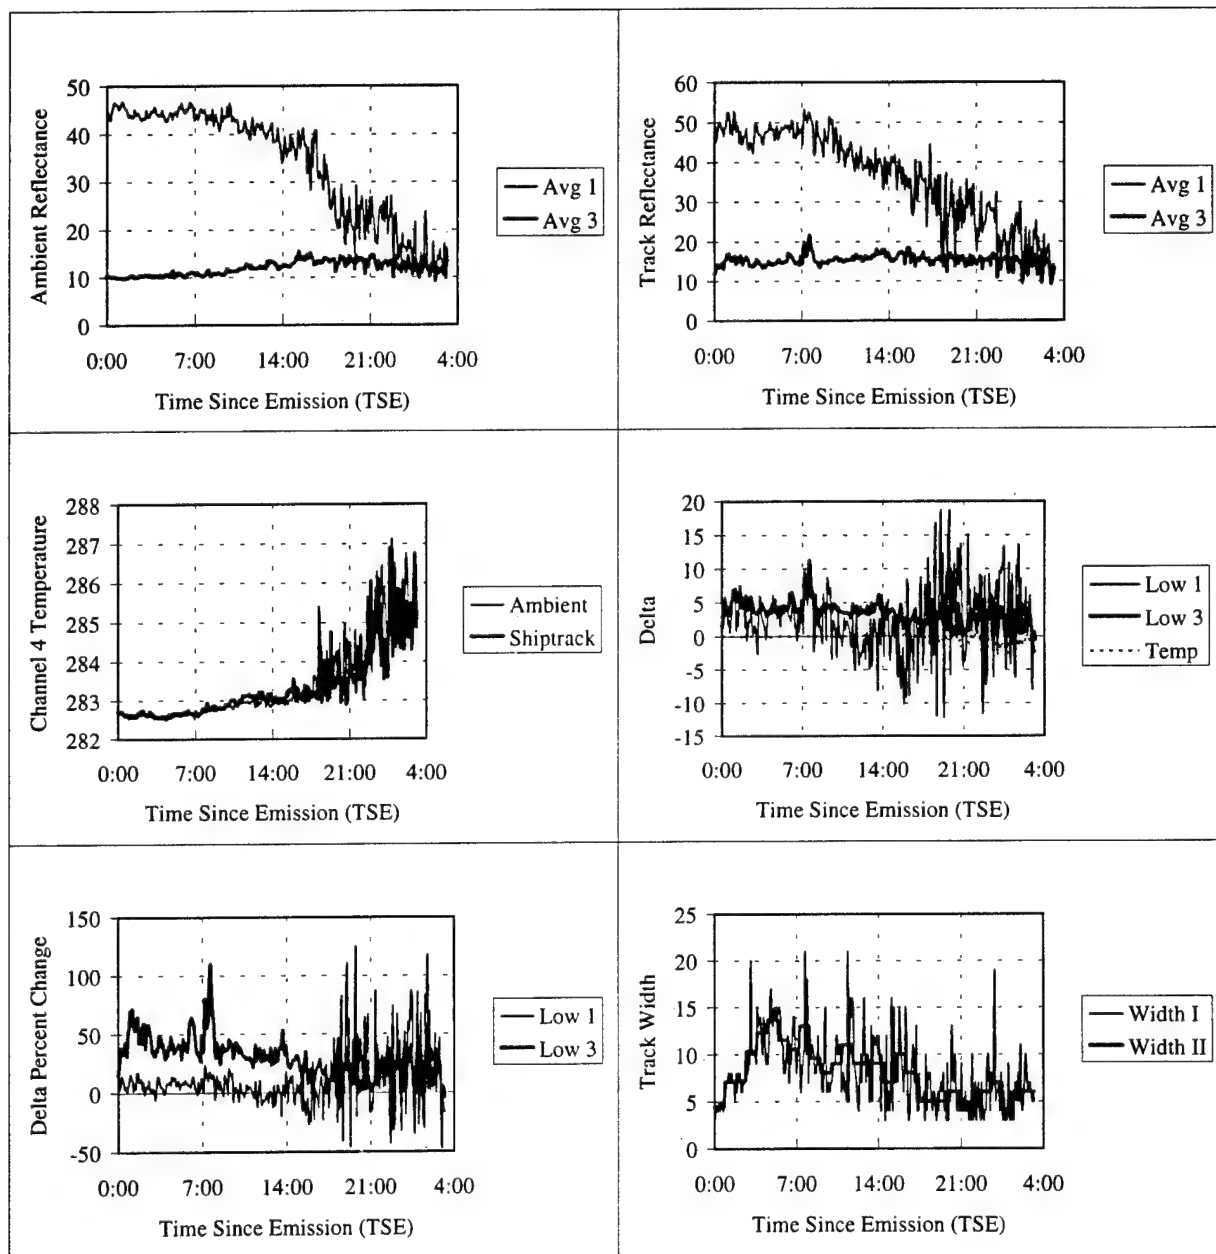 Ambient Reflectance
50
40
30
20
10
0
0:00 7:00 14:00 21:00 4:00
Time Since Emission (TSE)
Avg 1
Avg 3
Track Reflectance
60
50
40
30
20
10
0
0:00 7:00 14:00 21:00 4:00
Time Since Emission (TSE)
Avg 1
Avg 3
Channel 4 Temperature
288
287
286
285
284
283
282
0:00 7:00 14:00 21:00 4:00
Time Since Emission (TSE)
Ambient
Shiptrack
Delta
20
15
10
5
0
-5
-10
-15
0:00 7:00 14:00 21:00 4:00
Time Since Emission (TSE)
Low 1
Low 3
Temp
Delta Percent Change
150
100
50
0
-50
0:00 7:00 14:00 21:00 4:00
Time Since Emission (TSE)
Low 1
Low 3
Track Width
25
20
15
10
5
0
0:00 7:00 14:00 21:00 4:00
Time Since Emission (TSE)
Width I
Width II